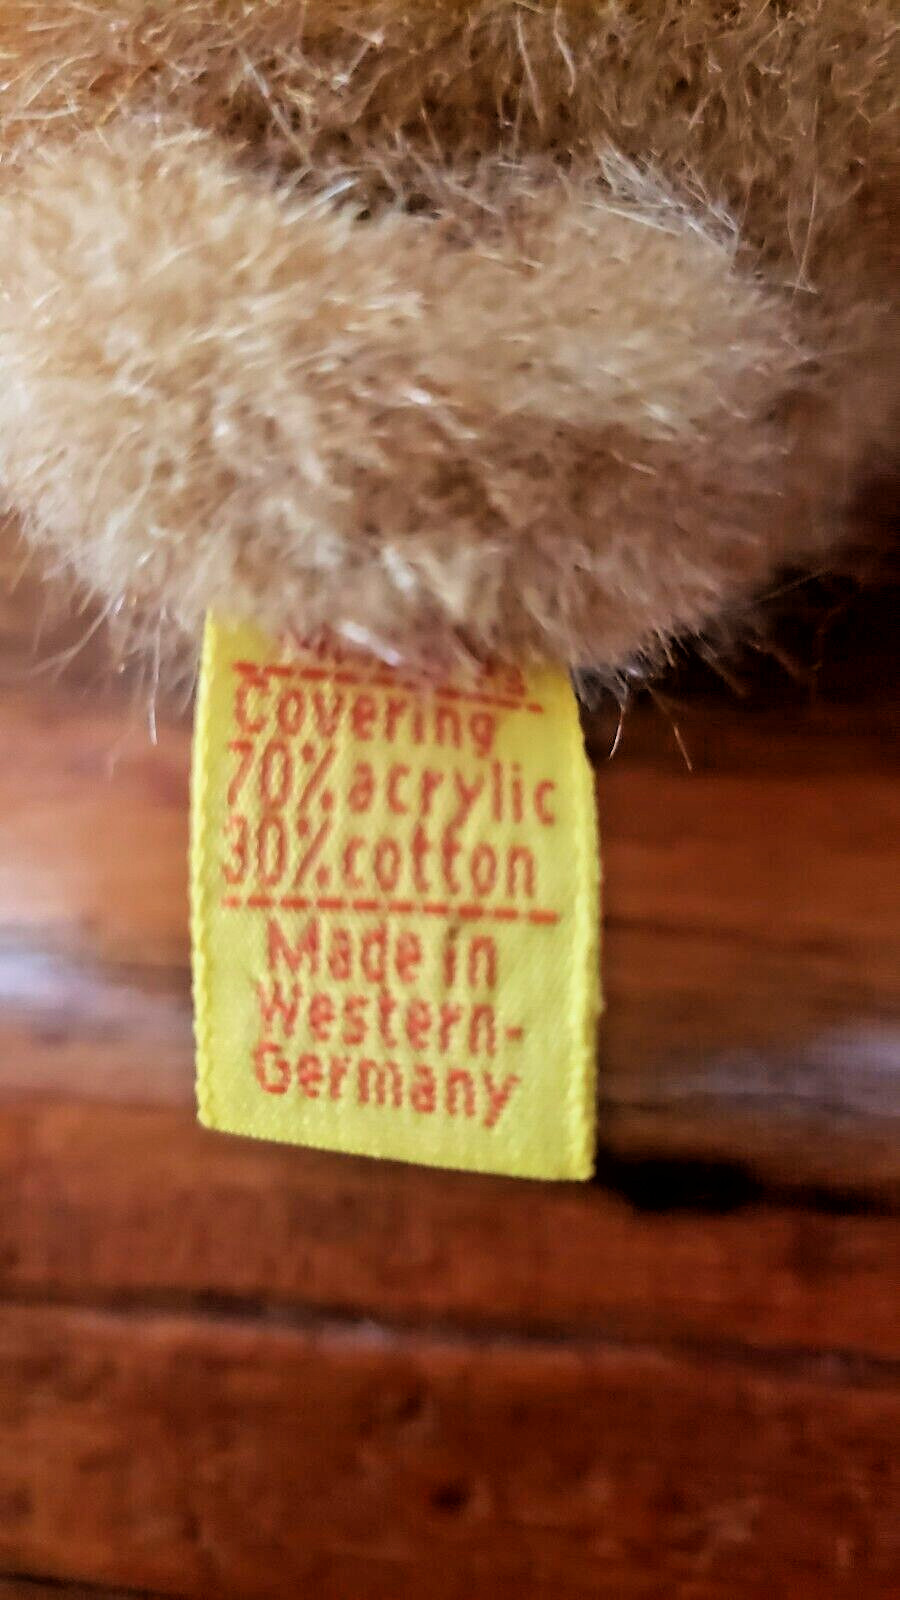 Covering
70% acrylic
30% cotton
Made in
Western-
Germany